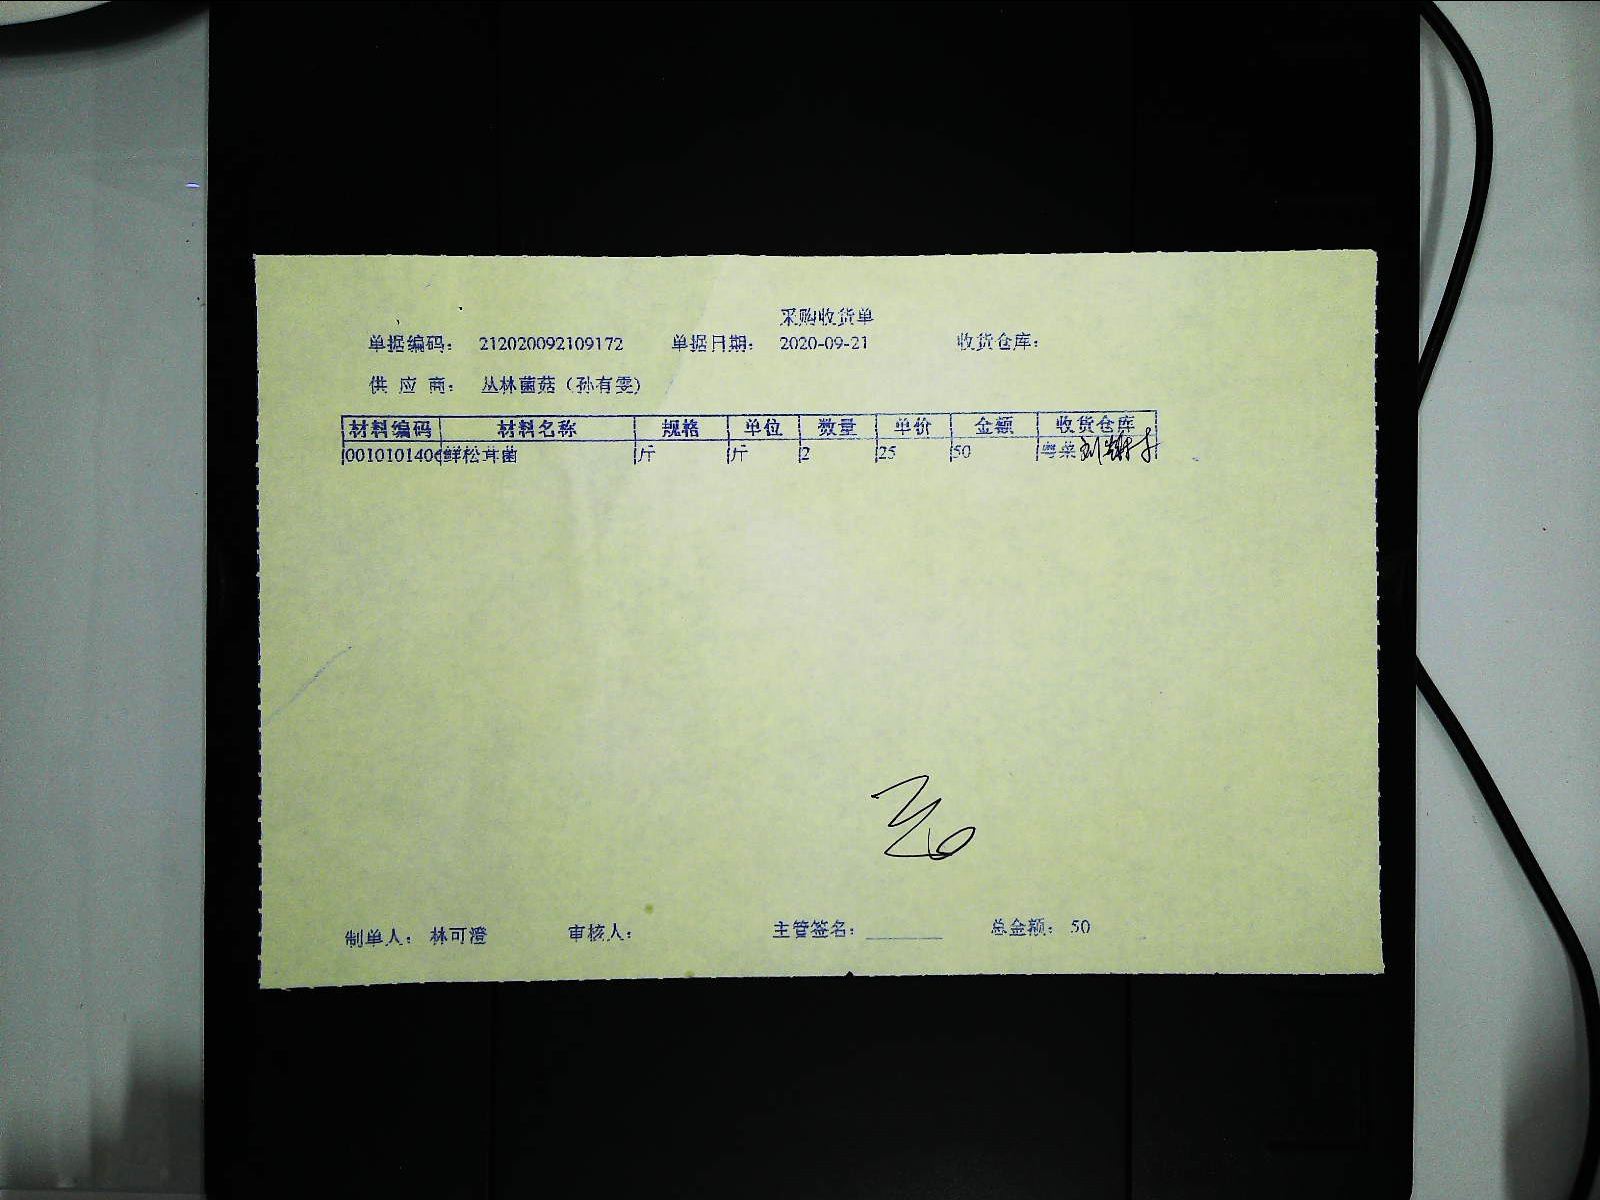 采购收货单
单据编码： 212020092109172 单据日期： 2020-09-21 收货仓库：
供 应 商： 丛林菌菇（孙有雯）
材料编码 材料名称 规格 单位 数量 单价 金额 收货仓库
0010101406 鲜松茸菌 斤 斤 2 25 50 粤菜
制单人： 林可澄 审核人： 主管签名： 总金额： 50